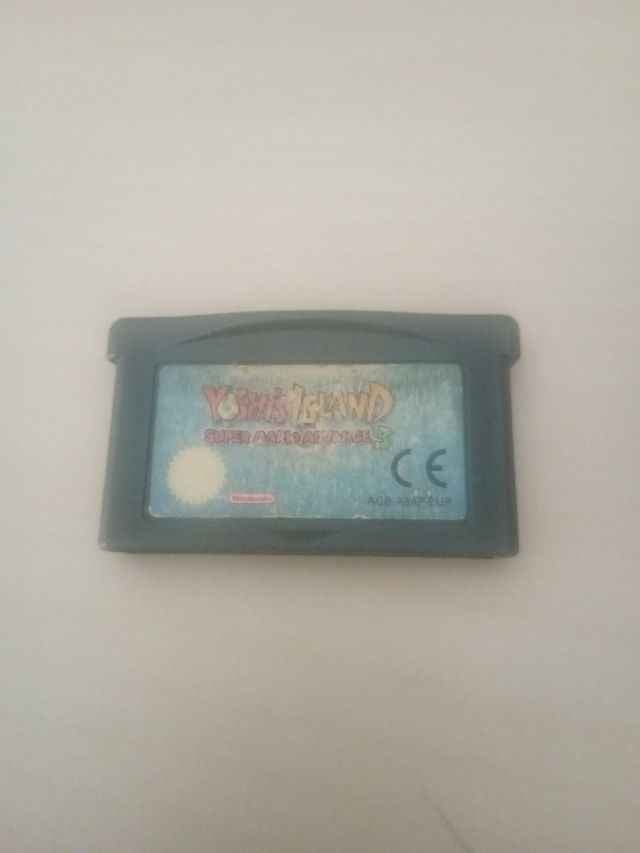 YOSHI'S ISLAND
SUPER MARIO ADVANCE 3
CE
Nintendo
AGB-A3AP-EUR